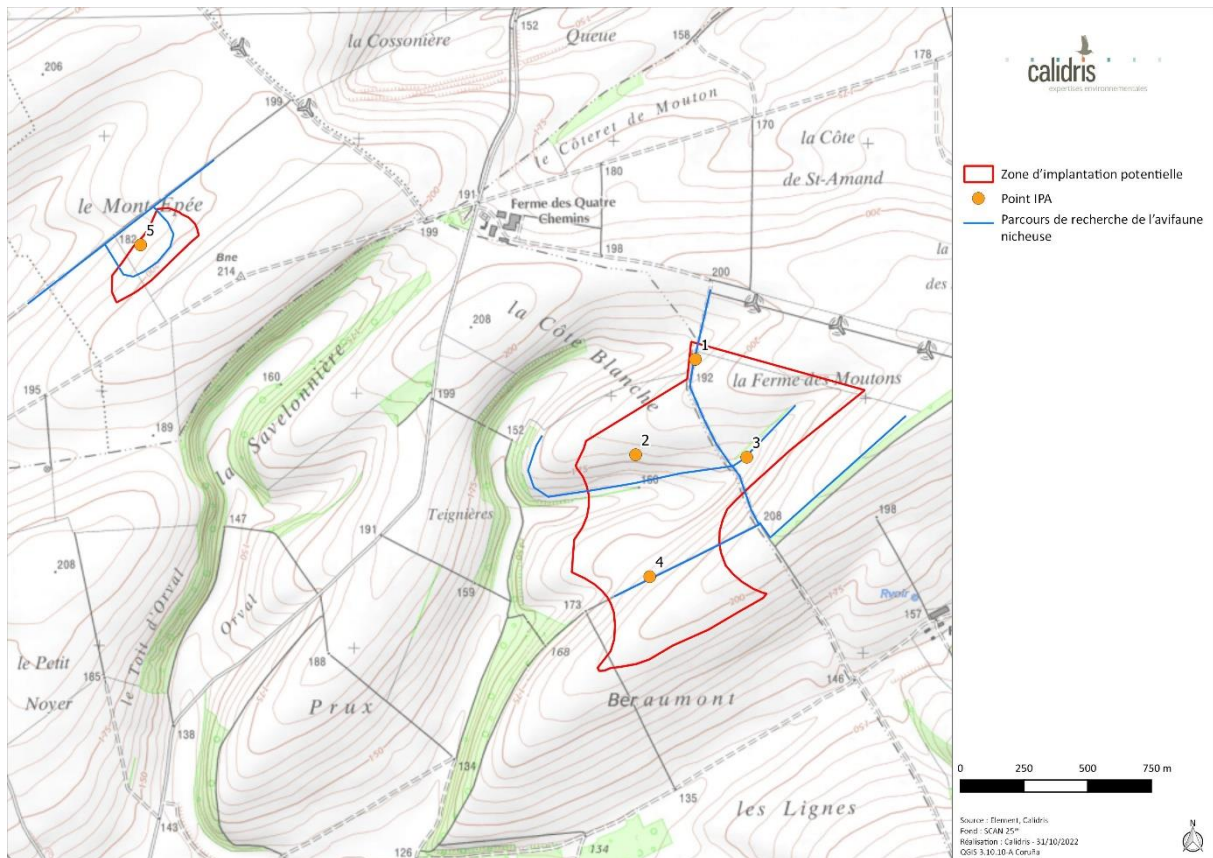 152
la Cossonière
Queue
158
178
206
199
le Côteret de Mouton
170
la Côte
de St-Amand
180
191
le Mont Epée
Ferme des Quatre
Chemins
5
182
199
198
Bne
214
200
la
des
la Côte Blanche
208
1
192
la Ferme des Moutons
160
la Savelonnière
195
199
189
152
2
3
160
Teignières
147
191
208
198
le Toit d'Orval
Orval
208
4
159
173
Rvoir
157
le Petit
Noyer
165
188
168
Prux
Beraumont
146
138
134
135
les Lignes
143
126
134
calidris
expertises environnementales
Zone d'implantation potentielle
Point IPA
Parcours de recherche de l'avifaune
nicheuse
0 250 500 750 m
Source : Element, Calidris
Fond : SCAN 25®
Réalisation : Calidris - 31/10/2022
QGIS 3.10.10-A Coruña
N